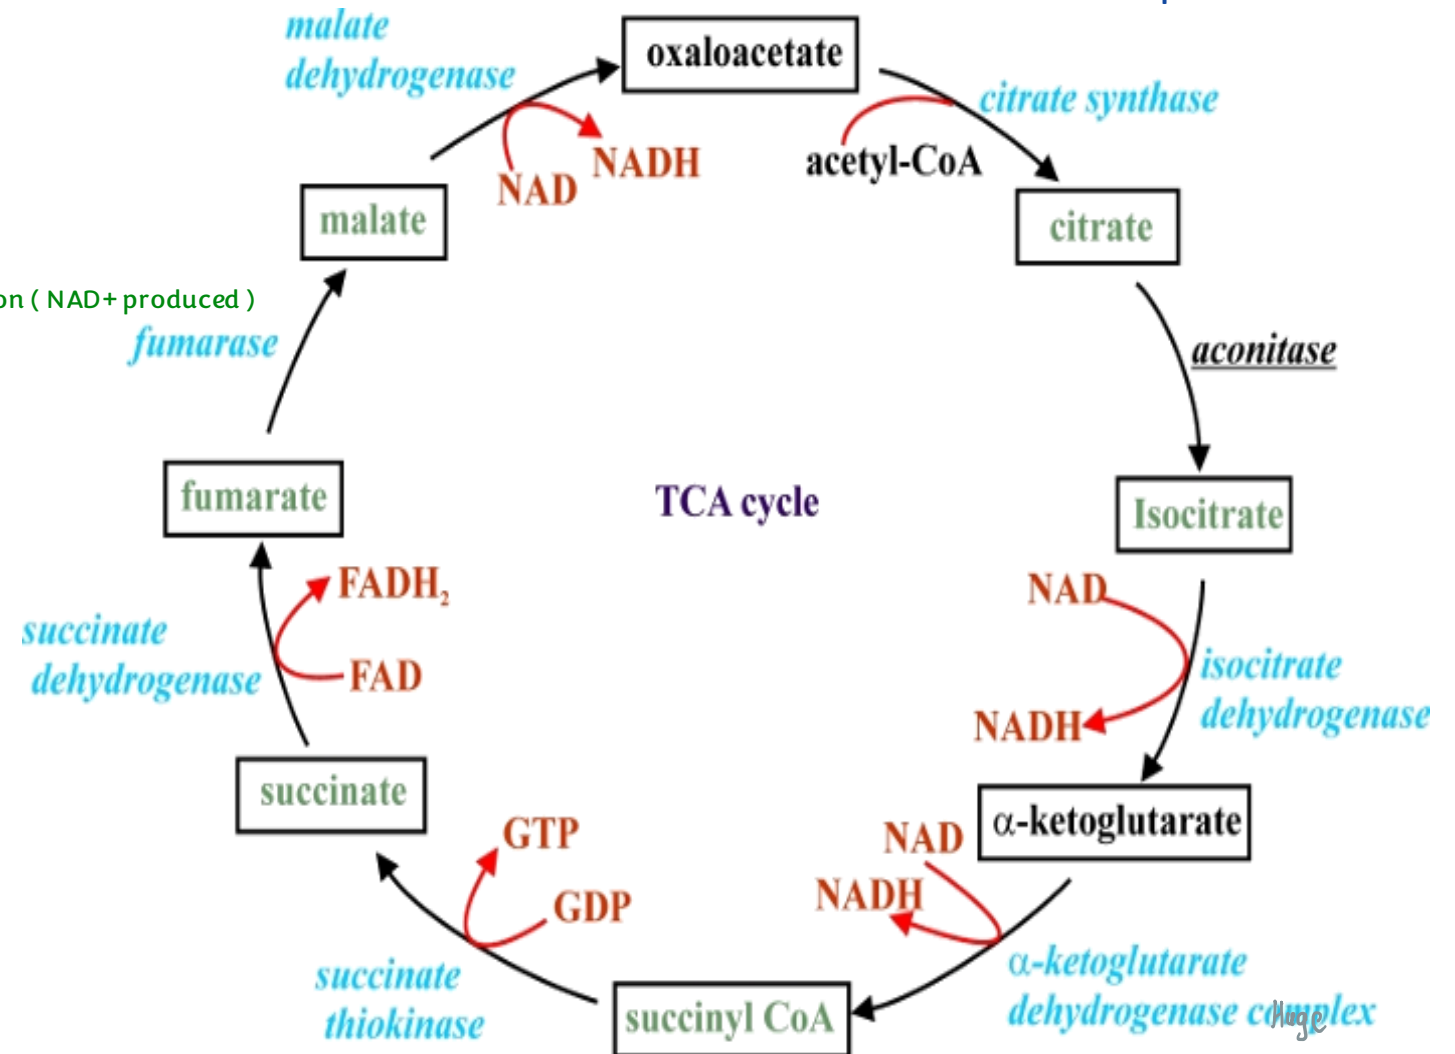 malate
dehydrogenase
oxaloacetate
citrate synthase
acetyl-CoA
NADH
NAD
malate
citrate
on ( NAD+ produced )
fumarase
aconitase
fumarate
TCA cycle
Isocitrate
FADH₂
NAD
succinate
dehydrogenase
FAD
isocitrate
dehydrogenase
NADH
succinate
GTP
NAD
α-ketoglutarate
NADH
GDP
succinate
thiokinase
α-ketoglutarate
dehydrogenase complex
succinyl CoA